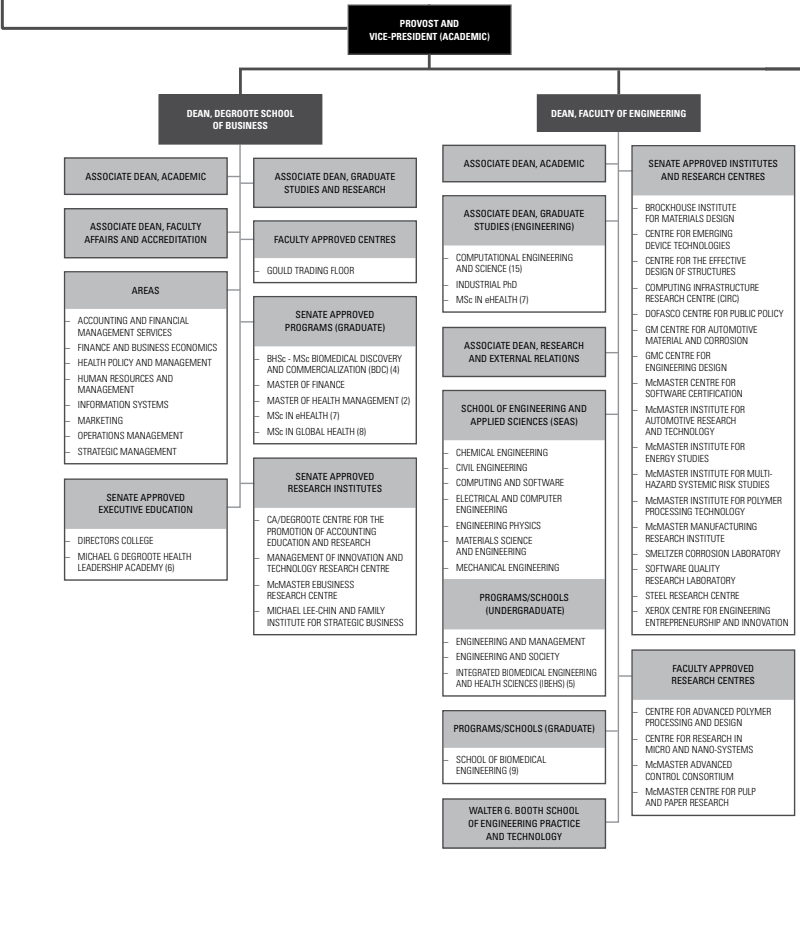 PROVOST AND
VICE-PRESIDENT (ACADEMIC)
DEAN, DEGROOTE SCHOOL
OF BUSINESS
ASSOCIATE DEAN, ACADEMIC
ASSOCIATE DEAN, FACULTY
AFFAIRS AND ACCREDITATION
AREAS
– ACCOUNTING AND FINANCIAL
MANAGEMENT SERVICES
– FINANCE AND BUSINESS ECONOMICS
– HEALTH POLICY AND MANAGEMENT
– HUMAN RESOURCES AND
MANAGEMENT
– INFORMATION SYSTEMS
– MARKETING
– OPERATIONS MANAGEMENT
– STRATEGIC MANAGEMENT
SENATE APPROVED
EXECUTIVE EDUCATION
– DIRECTORS COLLEGE
– MICHAEL G DEGROOTE HEALTH
LEADERSHIP ACADEMY (6)
ASSOCIATE DEAN, GRADUATE
STUDIES AND RESEARCH
FACULTY APPROVED CENTRES
– GOULD TRADING FLOOR
SENATE APPROVED
PROGRAMS (GRADUATE)
– BHSc - MSc BIOMEDICAL DISCOVERY
AND COMMERCIALIZATION (BDC) (4)
– MASTER OF FINANCE
– MASTER OF HEALTH MANAGEMENT (2)
– MSc IN eHEALTH (7)
– MSc IN GLOBAL HEALTH (8)
SENATE APPROVED
RESEARCH INSTITUTES
– CA/DEGROOTE CENTRE FOR THE
PROMOTION OF ACCOUNTING
EDUCATION AND RESEARCH
– MANAGEMENT OF INNOVATION AND
TECHNOLOGY RESEARCH CENTRE
– McMASTER EBUSINESS
RESEARCH CENTRE
– MICHAEL LEE-CHIN AND FAMILY
INSTITUTE FOR STRATEGIC BUSINESS
DEAN, FACULTY OF ENGINEERING
ASSOCIATE DEAN, ACADEMIC
ASSOCIATE DEAN, GRADUATE
STUDIES (ENGINEERING)
– COMPUTATIONAL ENGINEERING
AND SCIENCE (15)
– INDUSTRIAL PhD
– MSc IN eHEALTH (7)
ASSOCIATE DEAN, RESEARCH
AND EXTERNAL RELATIONS
SCHOOL OF ENGINEERING AND
APPLIED SCIENCES (SEAS)
– CHEMICAL ENGINEERING
– CIVIL ENGINEERING
– COMPUTING AND SOFTWARE
– ELECTRICAL AND COMPUTER
ENGINEERING
– ENGINEERING PHYSICS
– MATERIALS SCIENCE
AND ENGINEERING
– MECHANICAL ENGINEERING
PROGRAMS/SCHOOLS
(UNDERGRADUATE)
– ENGINEERING AND MANAGEMENT
– ENGINEERING AND SOCIETY
– INTEGRATED BIOMEDICAL ENGINEERING
AND HEALTH SCIENCES (IBEHS) (5)
PROGRAMS/SCHOOLS (GRADUATE)
– SCHOOL OF BIOMEDICAL
ENGINEERING (9)
WALTER G. BOOTH SCHOOL
OF ENGINEERING PRACTICE
AND TECHNOLOGY
SENATE APPROVED INSTITUTES
AND RESEARCH CENTRES
– BROCKHOUSE INSTITUTE
FOR MATERIALS DESIGN
– CENTRE FOR EMERGING
DEVICE TECHNOLOGIES
– CENTRE FOR THE EFFECTIVE
DESIGN OF STRUCTURES
– COMPUTING INFRASTRUCTURE
RESEARCH CENTRE (CIRC)
– DOFASCO CENTRE FOR PUBLIC POLICY
– GM CENTRE FOR AUTOMOTIVE
MATERIAL AND CORROSION
– GMC CENTRE FOR
ENGINEERING DESIGN
– McMASTER CENTRE FOR
SOFTWARE CERTIFICATION
– McMASTER INSTITUTE FOR
AUTOMOTIVE RESEARCH
AND TECHNOLOGY
– McMASTER INSTITUTE FOR
ENERGY STUDIES
– McMASTER INSTITUTE FOR MULTI-
HAZARD SYSTEMIC RISK STUDIES
– McMASTER INSTITUTE FOR POLYMER
PROCESSING TECHNOLOGY
– McMASTER MANUFACTURING
RESEARCH INSTITUTE
– SMELTZER CORROSION LABORATORY
– SOFTWARE QUALITY
RESEARCH LABORATORY
– STEEL RESEARCH CENTRE
– XEROX CENTRE FOR ENGINEERING
ENTREPRENEURSHIP AND INNOVATION
FACULTY APPROVED
RESEARCH CENTRES
– CENTRE FOR ADVANCED POLYMER
PROCESSING AND DESIGN
– CENTRE FOR RESEARCH IN
MICRO AND NANO-SYSTEMS
– McMASTER ADVANCED
CONTROL CONSORTIUM
– McMASTER CENTRE FOR PULP
AND PAPER RESEARCH